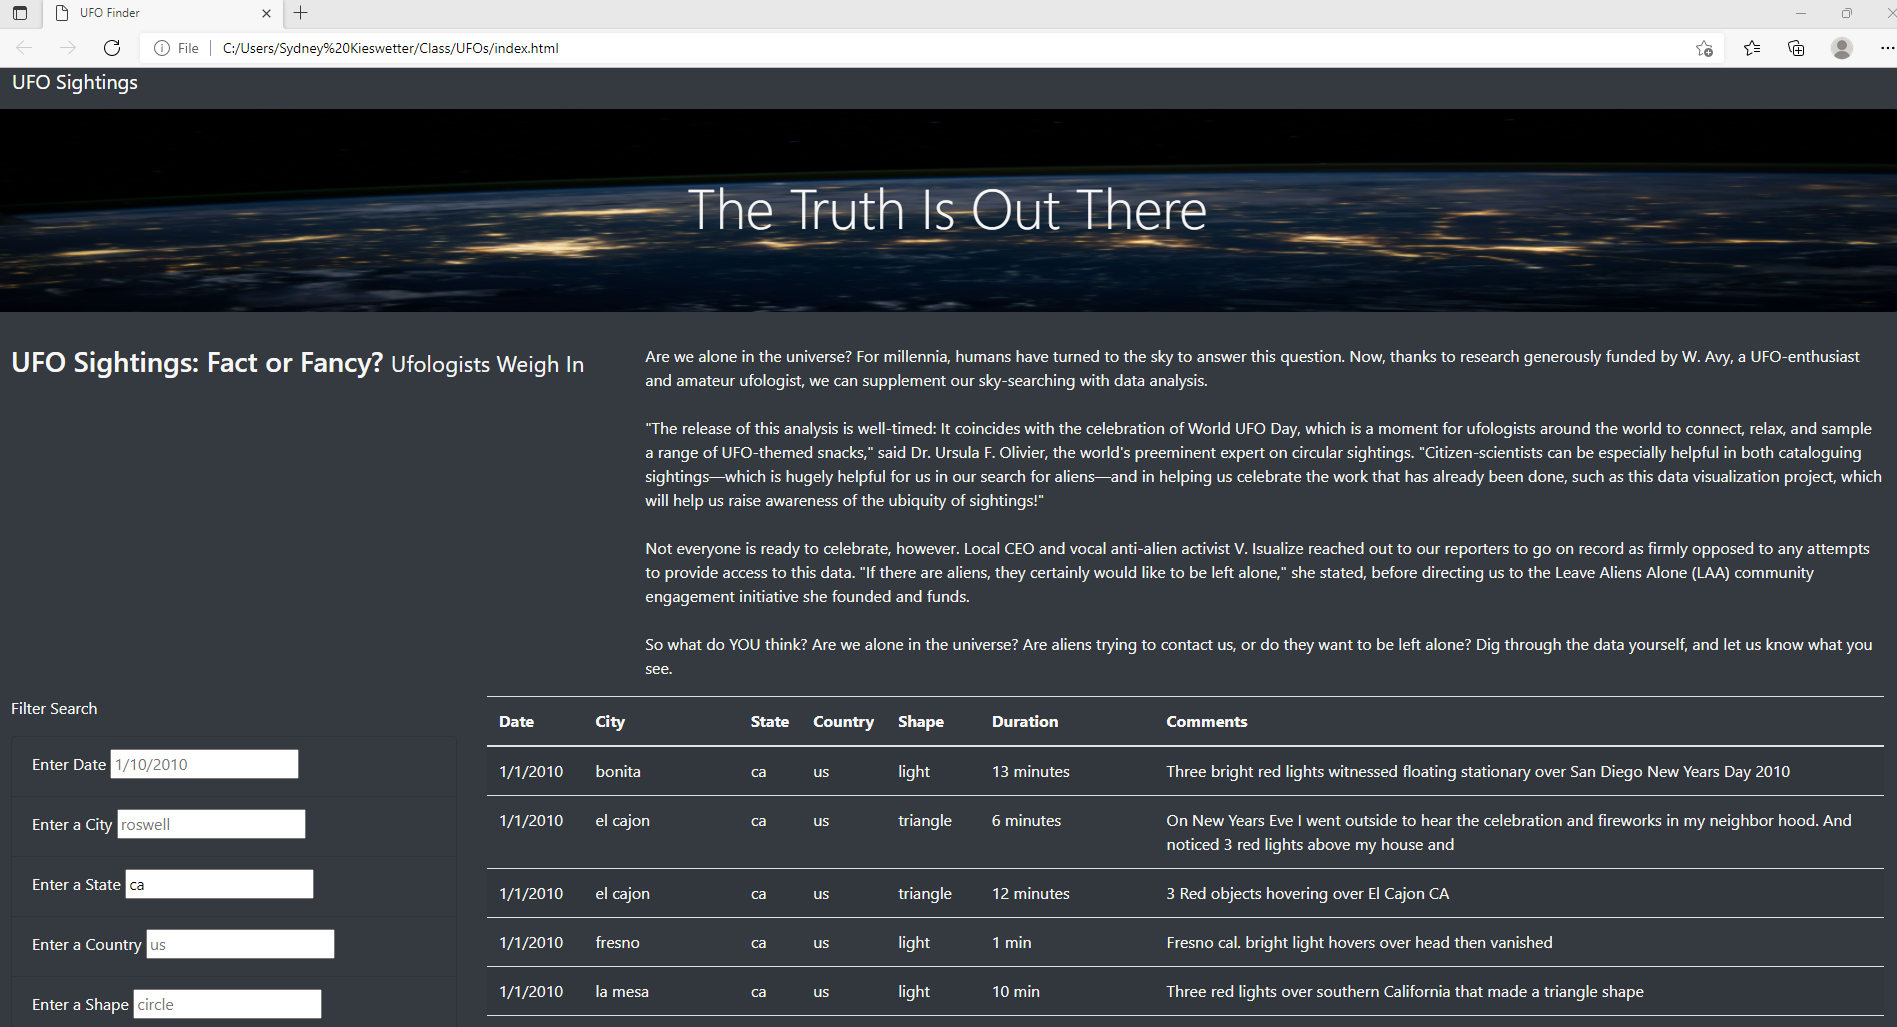 UFO Finder
File
C:/Users/Sydney%20Kieswetter/Class/UFOs/index.html
UFO Sightings
The Truth Is Out There
UFO Sightings: Fact or Fancy? Ufologists Weigh In
Are we alone in the universe? For millennia, humans have turned to the sky to answer this question. Now, thanks to research generously funded by W. Avy, a UFO-enthusiast
and amateur ufologist, we can supplement our sky-searching with data analysis.
"The release of this analysis is well-timed: It coincides with the celebration of World UFO Day, which is a moment for ufologists around the world to connect, relax, and sample
a range of UFO-themed snacks," said Dr. Ursula F. Olivier, the world's preeminent expert on circular sightings. "Citizen-scientists can be especially helpful in both cataloguing
sightings—which is hugely helpful for us in our search for aliens—and in helping us celebrate the work that has already been done, such as this data visualization project, which
will help us raise awareness of the ubiquity of sightings!"
Not everyone is ready to celebrate, however. Local CEO and vocal anti-alien activist V. Isualize reached out to our reporters to go on record as firmly opposed to any attempts
to provide access to this data. "If there are aliens, they certainly would like to be left alone," she stated, before directing us to the Leave Aliens Alone (LAA) community
engagement initiative she founded and funds.
So what do YOU think? Are we alone in the universe? Are aliens trying to contact us, or do they want to be left alone? Dig through the data yourself, and let us know what you
see.
Filter Search
Enter Date 1/10/2010
Enter a City roswell
Enter a State ca
Enter a Country us
Enter a Shape circle
Date City State Country Shape Duration Comments
1/1/2010 bonita ca us light 13 minutes Three bright red lights witnessed floating stationary over San Diego New Years Day 2010
1/1/2010 el cajon ca us triangle 6 minutes On New Years Eve I went outside to hear the celebration and fireworks in my neighbor hood. And
noticed 3 red lights above my house and
1/1/2010 el cajon ca us triangle 12 minutes 3 Red objects hovering over El Cajon CA
1/1/2010 fresno ca us light 1 min Fresno cal. bright light hovers over head then vanished
1/1/2010 la mesa ca us light 10 min Three red lights over southern California that made a triangle shape